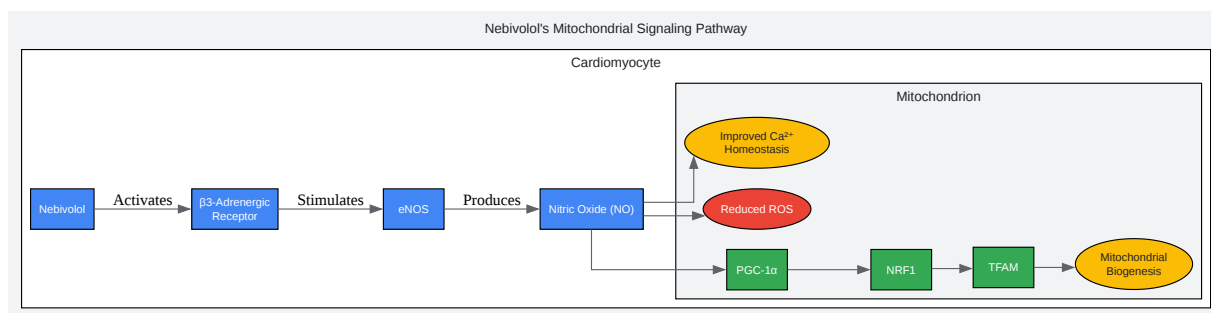 Nebivolol's Mitochondrial Signaling Pathway
Cardiomyocyte
Mitochondrion
Improved Ca²⁺
Homeostasis
Nebivolol
Activates
β3-Adrenergic
Receptor
Stimulates
eNOS
Produces
Nitric Oxide (NO)
Reduced ROS
PGC-1α
NRF1
TFAM
Mitochondrial
Biogenesis